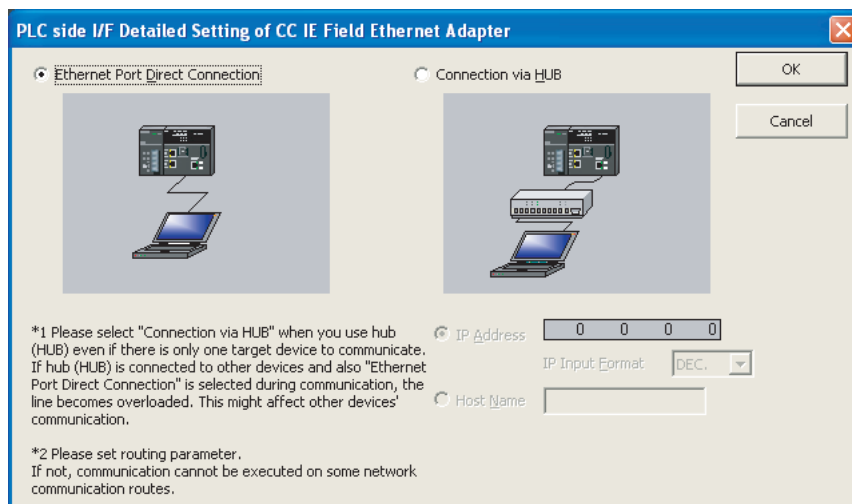 PLC side I/F Detailed Setting of CC IE Field Ethernet Adapter
Ethernet Port Direct Connection
Connection via HUB
OK
Cancel
*1 Please select "Connection via HUB" when you use hub
(HUB) even if there is only one target device to communicate.
If hub (HUB) is connected to other devices and also "Ethernet
Port Direct Connection" is selected during communication, the
line becomes overloaded. This might affect other devices'
communication.
*2 Please set routing parameter.
If not, communication cannot be executed on some network
communication routes.
IP Address 0 0 0 0
IP Input Format DEC.
Host Name